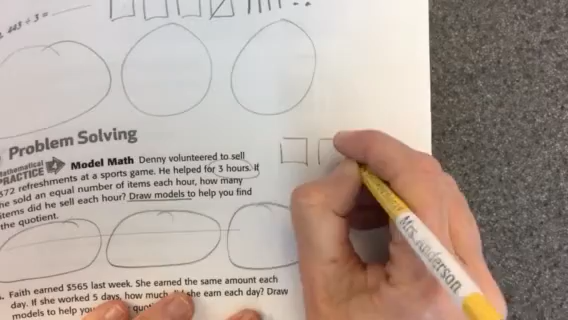 443 ÷ 3 =
Problem Solving
Mathematical
PRACTICE 4 Model Math Denny volunteered to sell
372 refreshments at a sports game. He helped for 3 hours. If
he sold an equal number of items each hour, how many
items did he sell each hour? Draw models to help you find
the quotient.
Faith earned $565 last week. She earned the same amount each
day. If she worked 5 days, how much she earn each day? Draw
models to help you
Mrs. Anderson